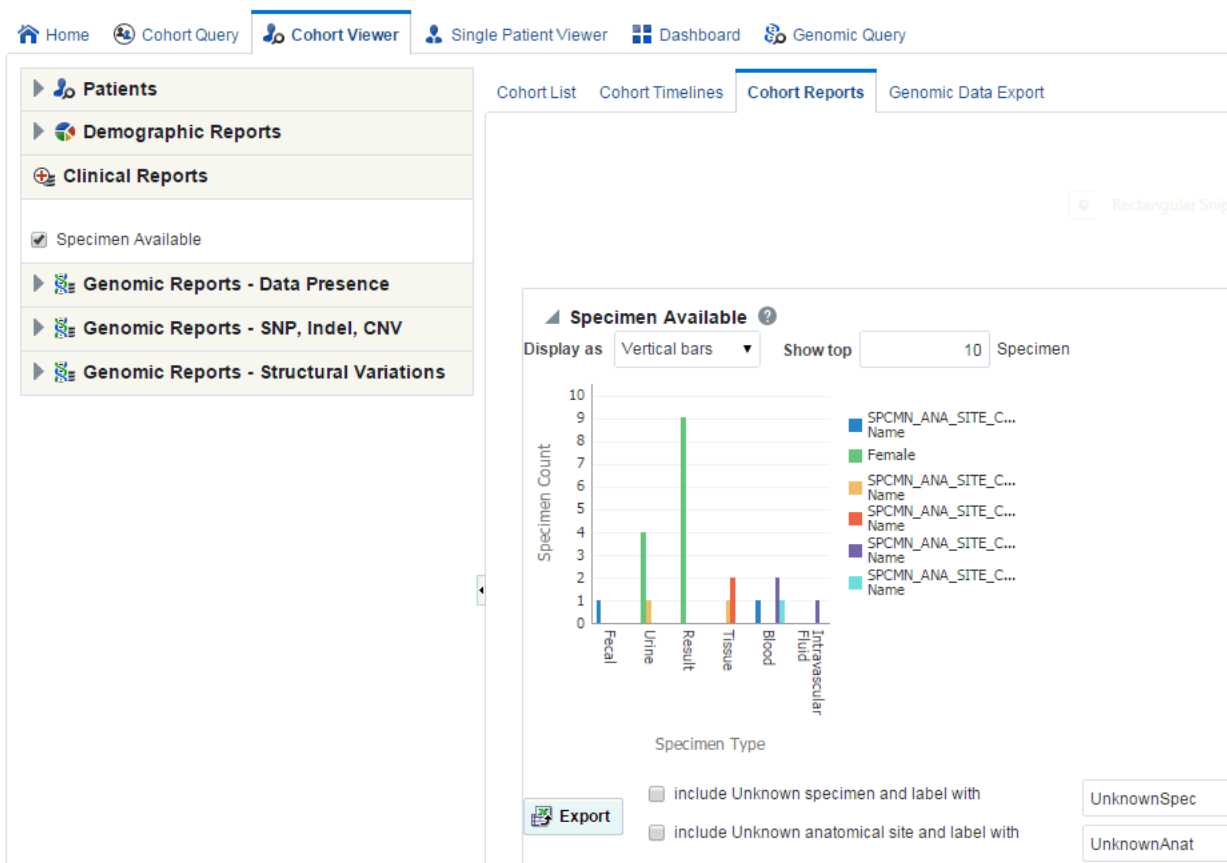 Home Cohort Query Cohort Viewer Single Patient Viewer Dashboard Genomic Query
Patients
Demographic Reports
Clinical Reports
Specimen Available
Genomic Reports - Data Presence
Genomic Reports - SNP, Indel, CNV
Genomic Reports - Structural Variations
Cohort List Cohort Timelines Cohort Reports Genomic Data Export
Rectangular Snip
Specimen Available ?
Display as Vertical bars Show top 10 Specimen
Specimen Count
10
9
8
7
6
5
4
3
2
1
0
Fecal
Urine
Result
Tissue
Blood
Intravascular
Fluid
Specimen Type
SPCMN_ANA_SITE_C...
Name
Female
SPCMN_ANA_SITE_C...
Name
SPCMN_ANA_SITE_C...
Name
SPCMN_ANA_SITE_C...
Name
SPCMN_ANA_SITE_C...
Name
Export
include Unknown specimen and label with UnknownSpec
include Unknown anatomical site and label with UnknownAnat